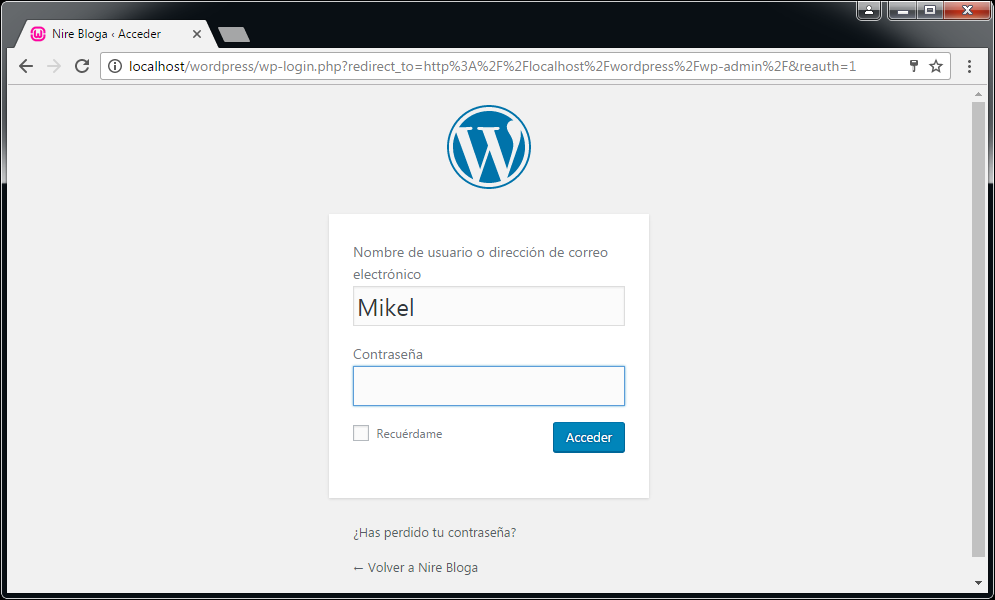 Nire Bloga ‹ Acceder
localhost/wordpress/wp-login.php?redirect_to=http%3A%2F%2Flocalhost%2Fwordpress%2Fwp-admin%2F&reauth=1
Nombre de usuario o dirección de correo
electrónico
Mikel
Contraseña
Recuérdame
Acceder
¿Has perdido tu contraseña?
← Volver a Nire Bloga